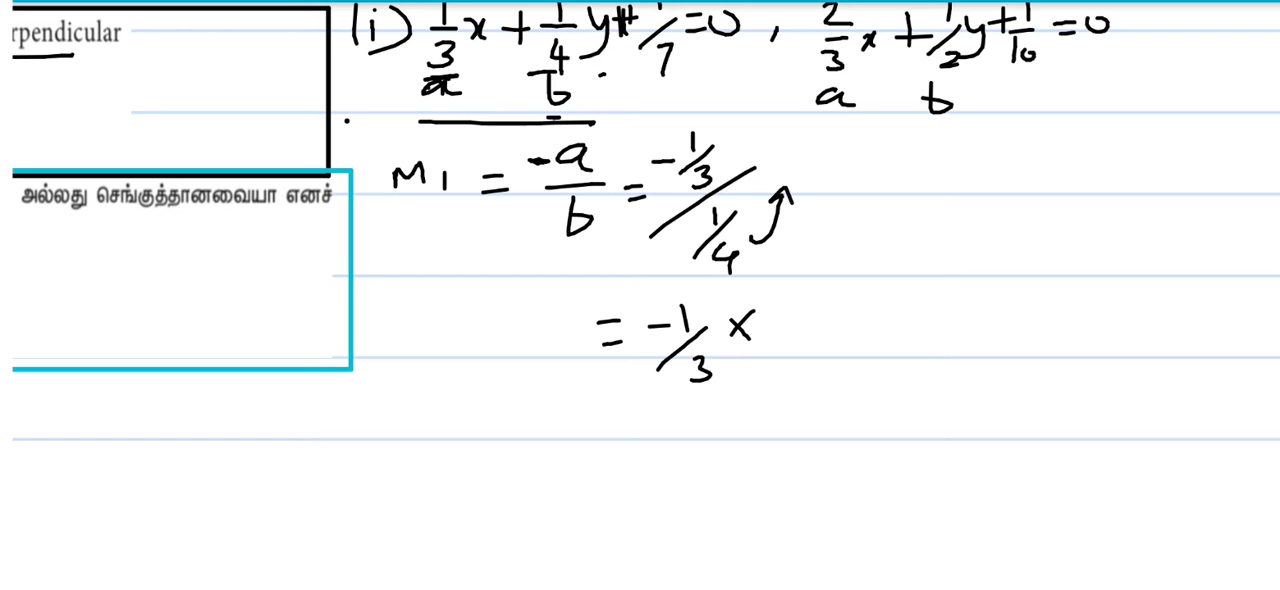 rpendicular
(i) 1/3 x + 1/4 y + 1/7 = 0 , 2/3 x + 1/2 y + 1/10 = 0
a b a b
M1 = -a/b = -1/3 / 1/4
அல்லது செங்குத்தானவையா எனச்
= -1/3 ×